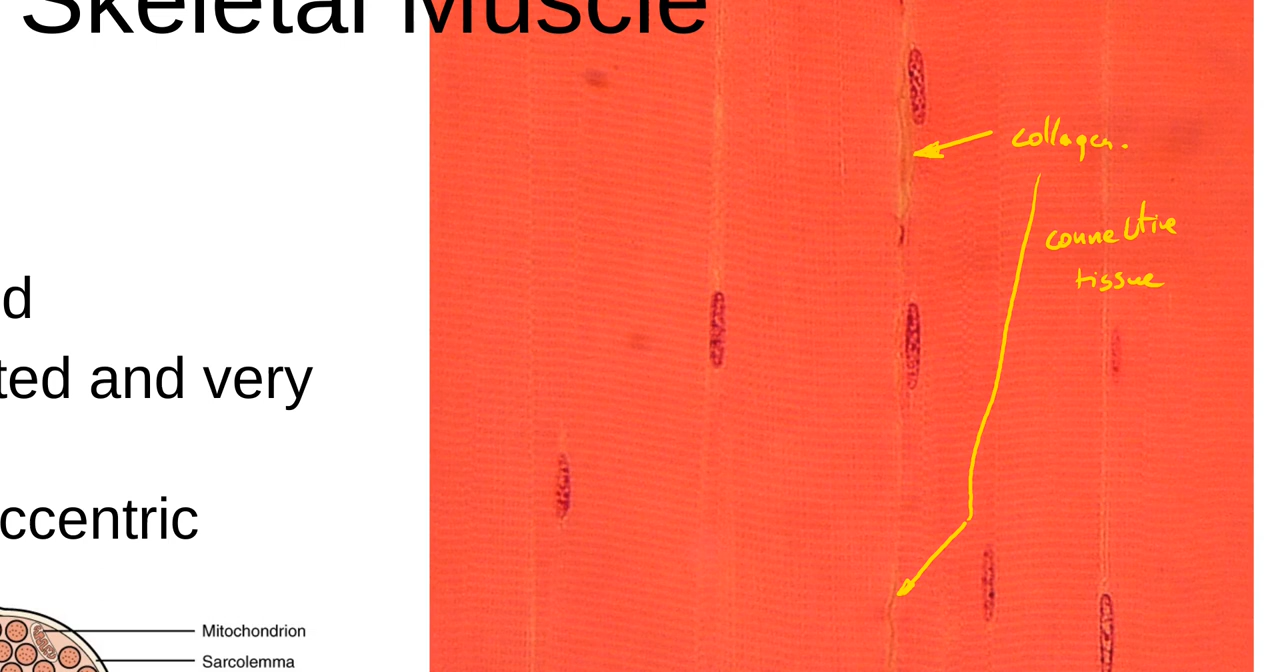 Skeletal Muscle
collagen.
connective
tissue
d
ted and very
ccentric
Mitochondrion
Sarcolemma